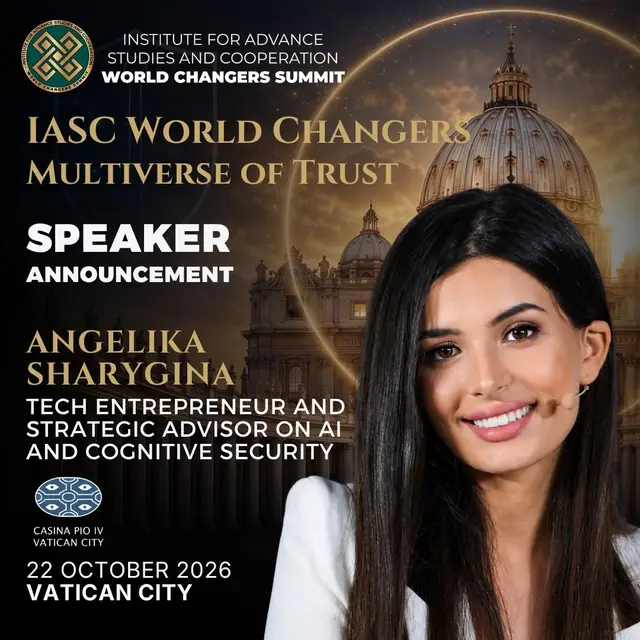 INSTITUTE FOR ADVANCE
STUDIES AND COOPERATION
WORLD CHANGERS SUMMIT
IASC WORLD CHANGERS
MULTIVERSE OF TRUST
SPEAKER
ANNOUNCEMENT
ANGELIKA
SHARYGINA
TECH ENTREPRENEUR AND
STRATEGIC ADVISOR ON AI
AND COGNITIVE SECURITY
CASINA PIO IV
VATICAN CITY
22 OCTOBER 2026
VATICAN CITY